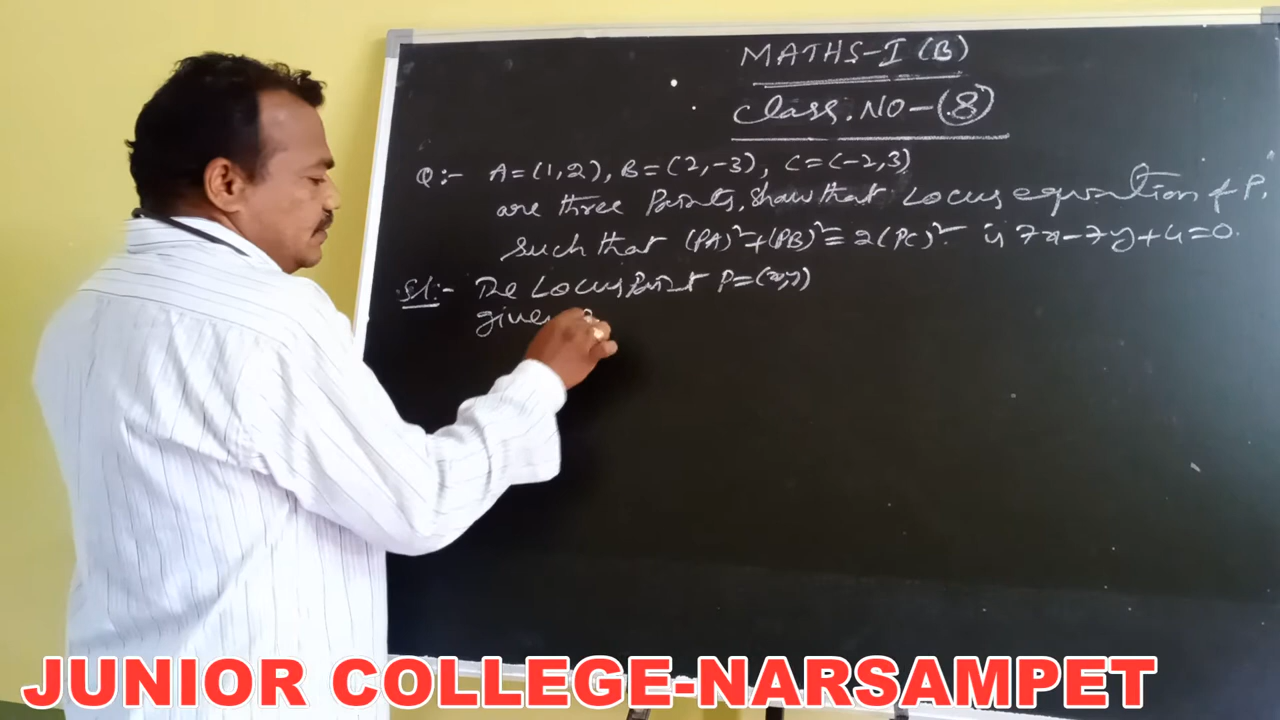 MATHS-I (B)
Class. NO-(8)
Q:- A=(1,2), B=(2,-3), C=(-2,3)
are three Points, show that Locus equation of P,
such that (PA)²+(PB)²=2(PC)² is 7x-7y+4=0.
Sol:- The Locus Point P=(x,y)
given
JUNIOR COLLEGE-NARSAMPET